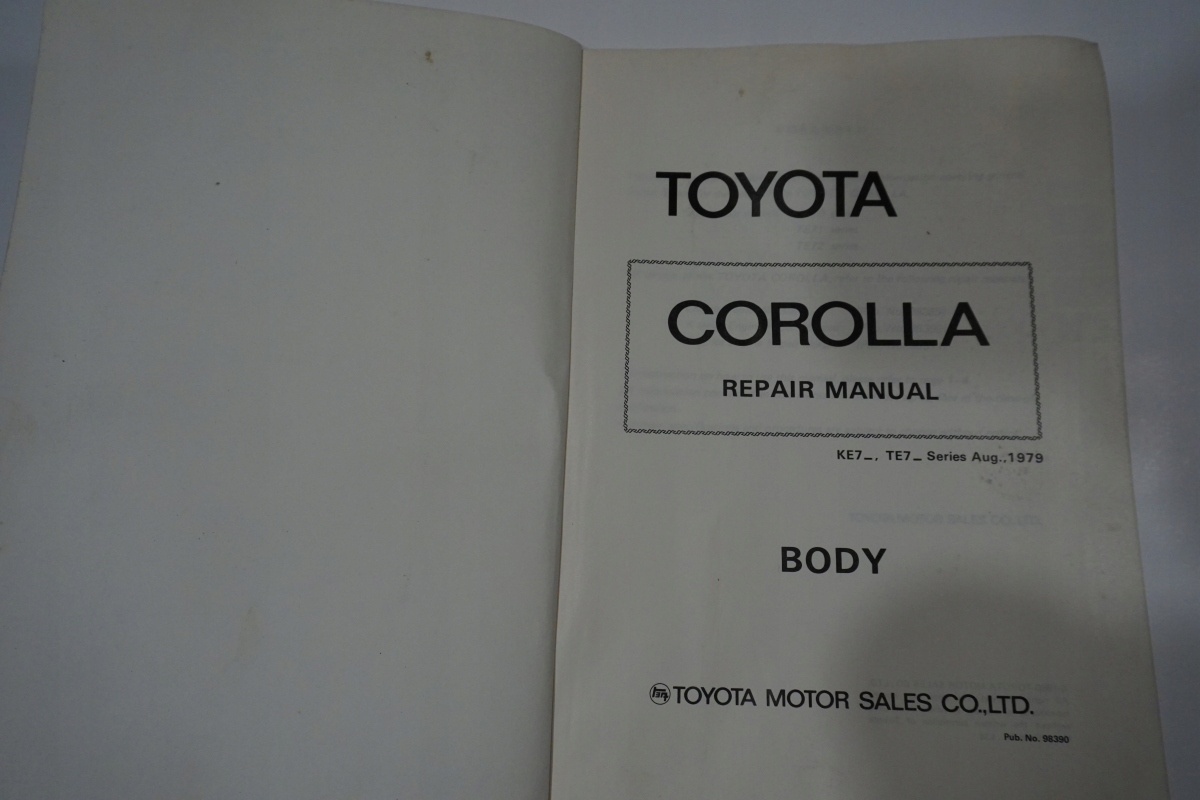 TOYOTA
COROLLA
REPAIR MANUAL
KE7_, TE7_ Series Aug.,1979
BODY
TOYOTA MOTOR SALES CO.,LTD.
Pub. No. 98390